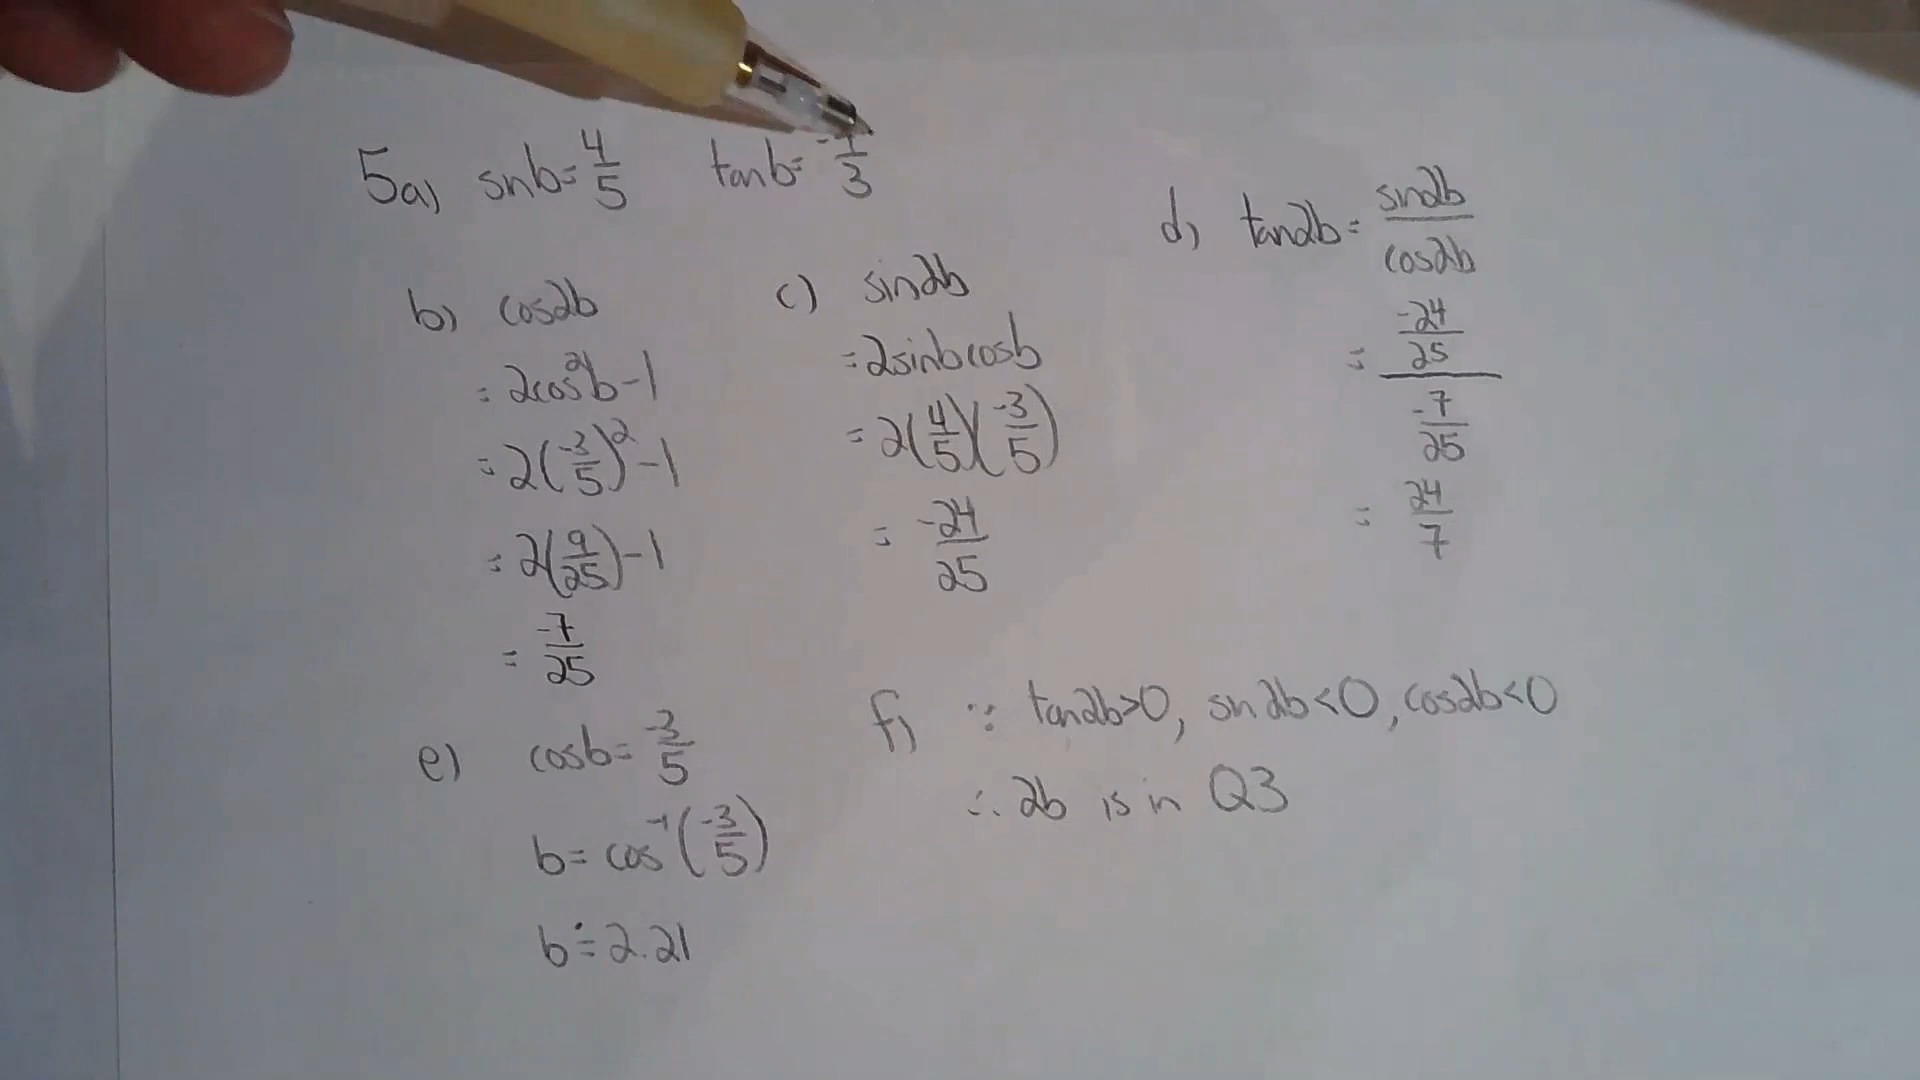 5a) sinb = 4/5 tanb = -4/3
b) cos2b
= 2cos²b - 1
= 2(-3/5)² - 1
= 2(9/25) - 1
= -7/25
c) sin2b
= 2sinbcosb
= 2(4/5)(-3/5)
= -24/25
d) tan2b = sin2b/cos2b
= (-24/25)/(-7/25)
= 24/7
e) cosb = -3/5
b = cos⁻¹(-3/5)
b ≐ 2.21
f) ∵ tan2b>0, sin2b<0, cos2b<0
∴ 2b is in Q3